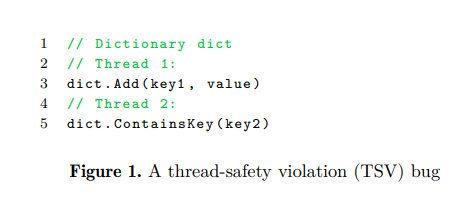 1 // Dictionary dict
2 // Thread 1:
3 dict.Add(key1, value)
4 // Thread 2:
5 dict.ContainsKey(key2)
Figure 1. A thread-safety violation (TSV) bug